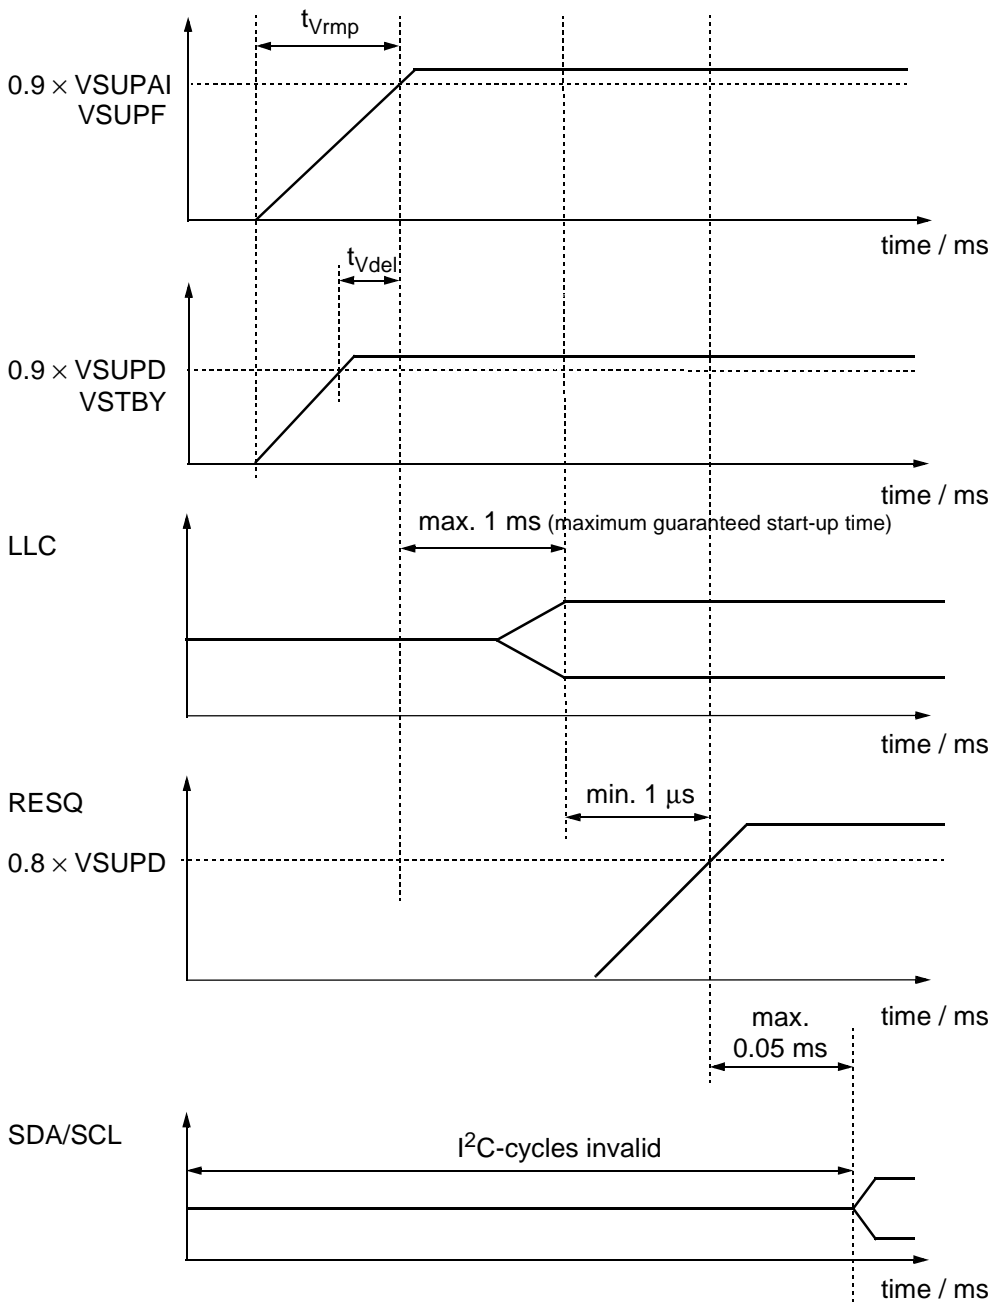 tVrmp
0.9 × VSUPAI
VSUPF
time / ms
tVdel
0.9 × VSUPD
VSTBY
time / ms
max. 1 ms (maximum guaranteed start-up time)
LLC
time / ms
min. 1 μs
RESQ
0.8 × VSUPD
time / ms
max.
0.05 ms
SDA/SCL
I²C-cycles invalid
time / ms